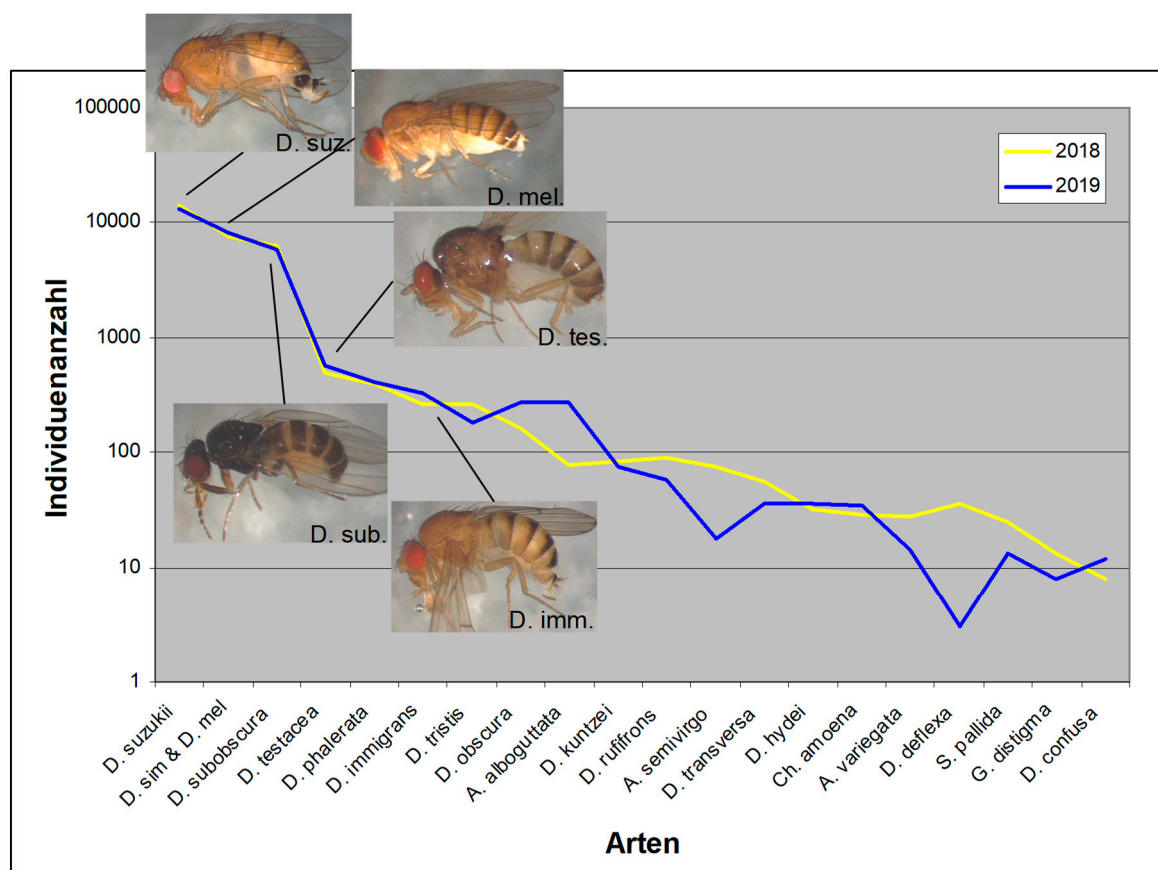 D. suz.
D. mel.
D. tes.
D. sub.
D. imm.
2018
2019
Individuenanzahl
100000
10000
1000
100
10
1
D. suzukii
D. sim & D. mel
D. subobscura
D. testacea
D. phalerata
D. immigrans
D. tristis
D. obscura
A. alboguttata
D. kuntzei
D. rufifrons
A. semivirgo
D. transversa
D. hydei
Ch. amoena
A. variegata
D. deflexa
S. pallida
G. distigma
D. confusa
Arten